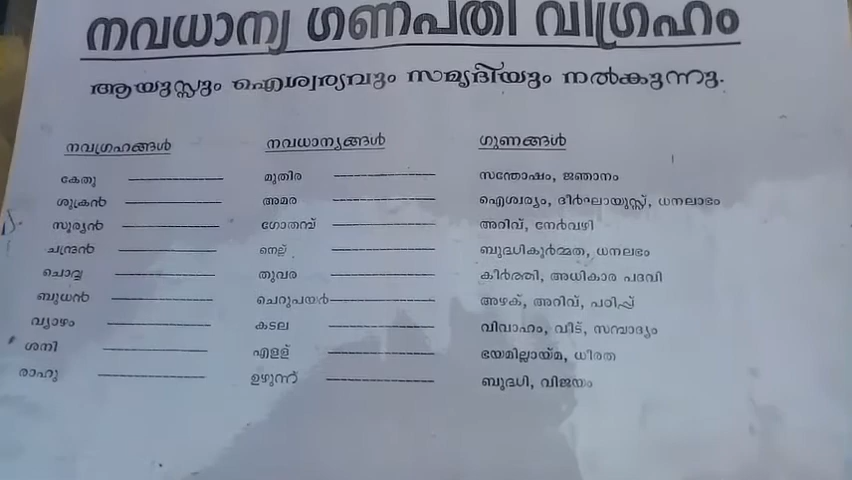 നവധാന്യ ഗണപതി വിഗ്രഹം
ആയുസ്സും ഐശ്വര്യവും സമൃദ്ദിയും നൽകുന്നു.
നവഗ്രഹങ്ങൾ നവധാന്യങ്ങൾ ഗുണങ്ങൾ
കേതു ---------- മുതിര ---------- സന്തോഷം, ജ്ഞാനം
ശുക്രൻ ---------- അമര ---------- ഐശ്വര്യം, ദീർഘായുസ്സ്, ധനലാഭം
സൂര്യൻ ---------- ഗോതമ്പ് ---------- അറിവ്, നേർവഴി
ചന്ദ്രൻ ---------- നെല്ല് ---------- ബുദ്ധികൂർമ്മത, ധനലഭം
ചൊവ്വ ---------- തുവര ---------- കീർത്തി, അധികാര പദവി
ബുധൻ ---------- ചെറുപയർ ---------- അഴക്, അറിവ്, പഠിപ്പ്
വ്യാഴം ---------- കടല ---------- വിവാഹം, വീട്, സമ്പാദ്യം
ശനി ---------- എളള് ---------- ഭയമില്ലായ്മ, ധീരത
രാഹു ---------- ഉഴുന്ന് ---------- ബുദ്ധി, വിജയം